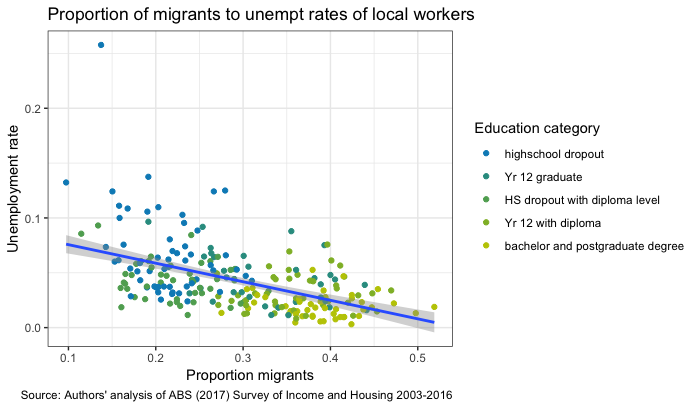 Proportion of migrants to unempt rates of local workers
Unemployment rate
0.2
0.1
0.0
0.1
0.2
0.3
0.4
0.5
Proportion migrants
Education category
highschool dropout
Yr 12 graduate
HS dropout with diploma level
Yr 12 with diploma
bachelor and postgraduate degree
Source: Authors' analysis of ABS (2017) Survey of Income and Housing 2003-2016